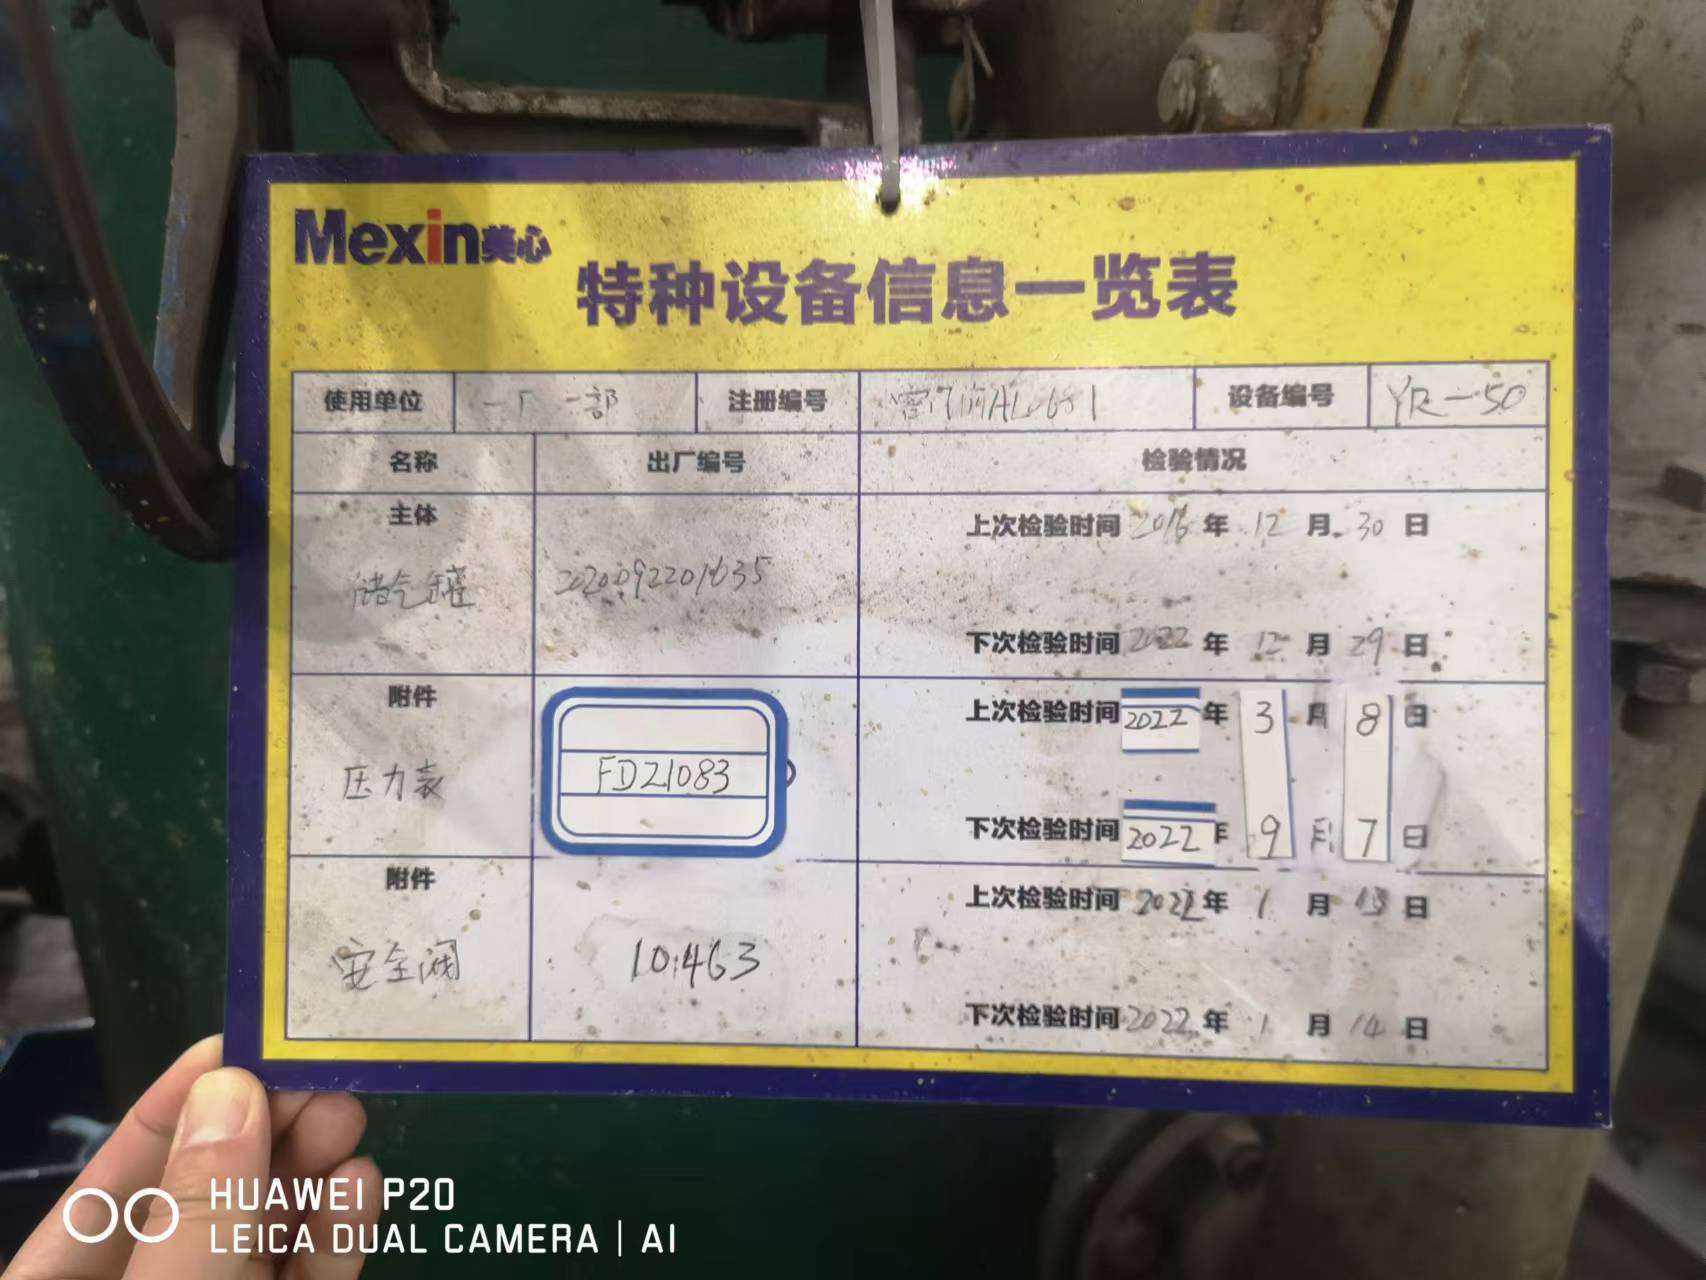 Mexin美心
特种设备信息一览表
使用单位 一厂一部 注册编号 设备编号 YR-50
名称 出厂编号 检验情况
主体 上次检验时间 2016 年 12 月 30 日
储气罐
下次检验时间 2022 年 12 月 29 日
附件 上次检验时间 2022 年 3 月 8 日
压力表 FD21083
下次检验时间 2022 年 9 月 7 日
附件 上次检验时间 年 1 月 13 日
安全阀 10463
下次检验时间 2022 年 1 月 14 日
HUAWEI P20
LEICA DUAL CAMERA | AI